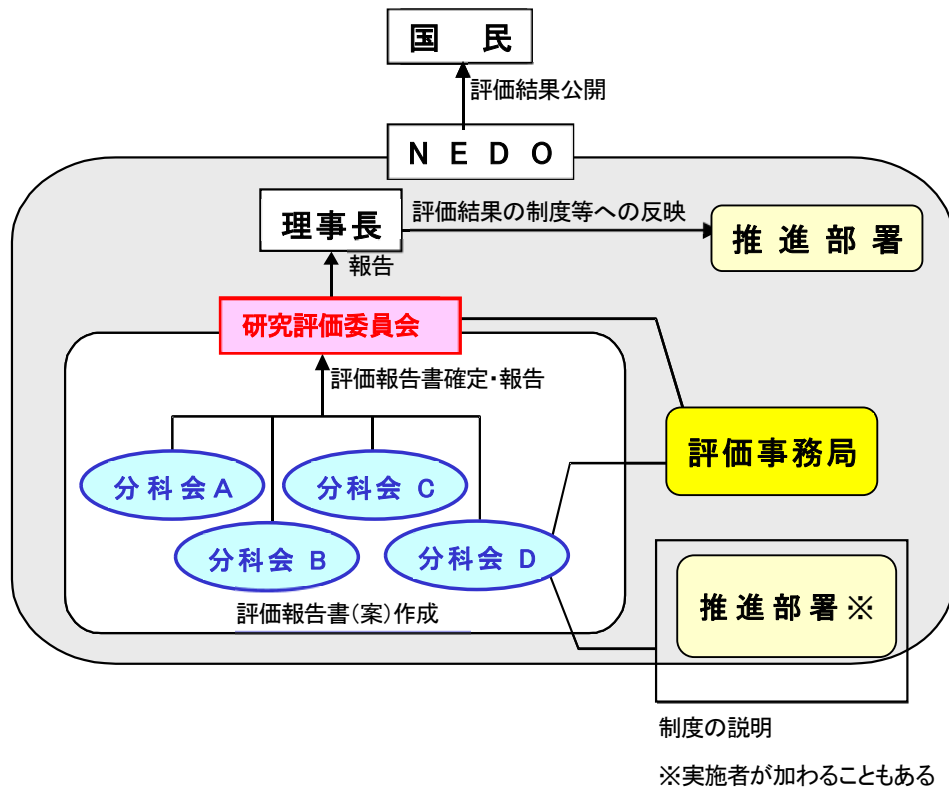 国 民
評価結果公開
N E D O
理事長
評価結果の制度等への反映
推 進 部 署
報告
研究評価委員会
評価報告書確定・報告
評価事務局
分科会A
分科会 C
分科会 B
分科会 D
推 進 部 署 ※
評価報告書(案)作成
制度の説明
※実施者が加わることもある